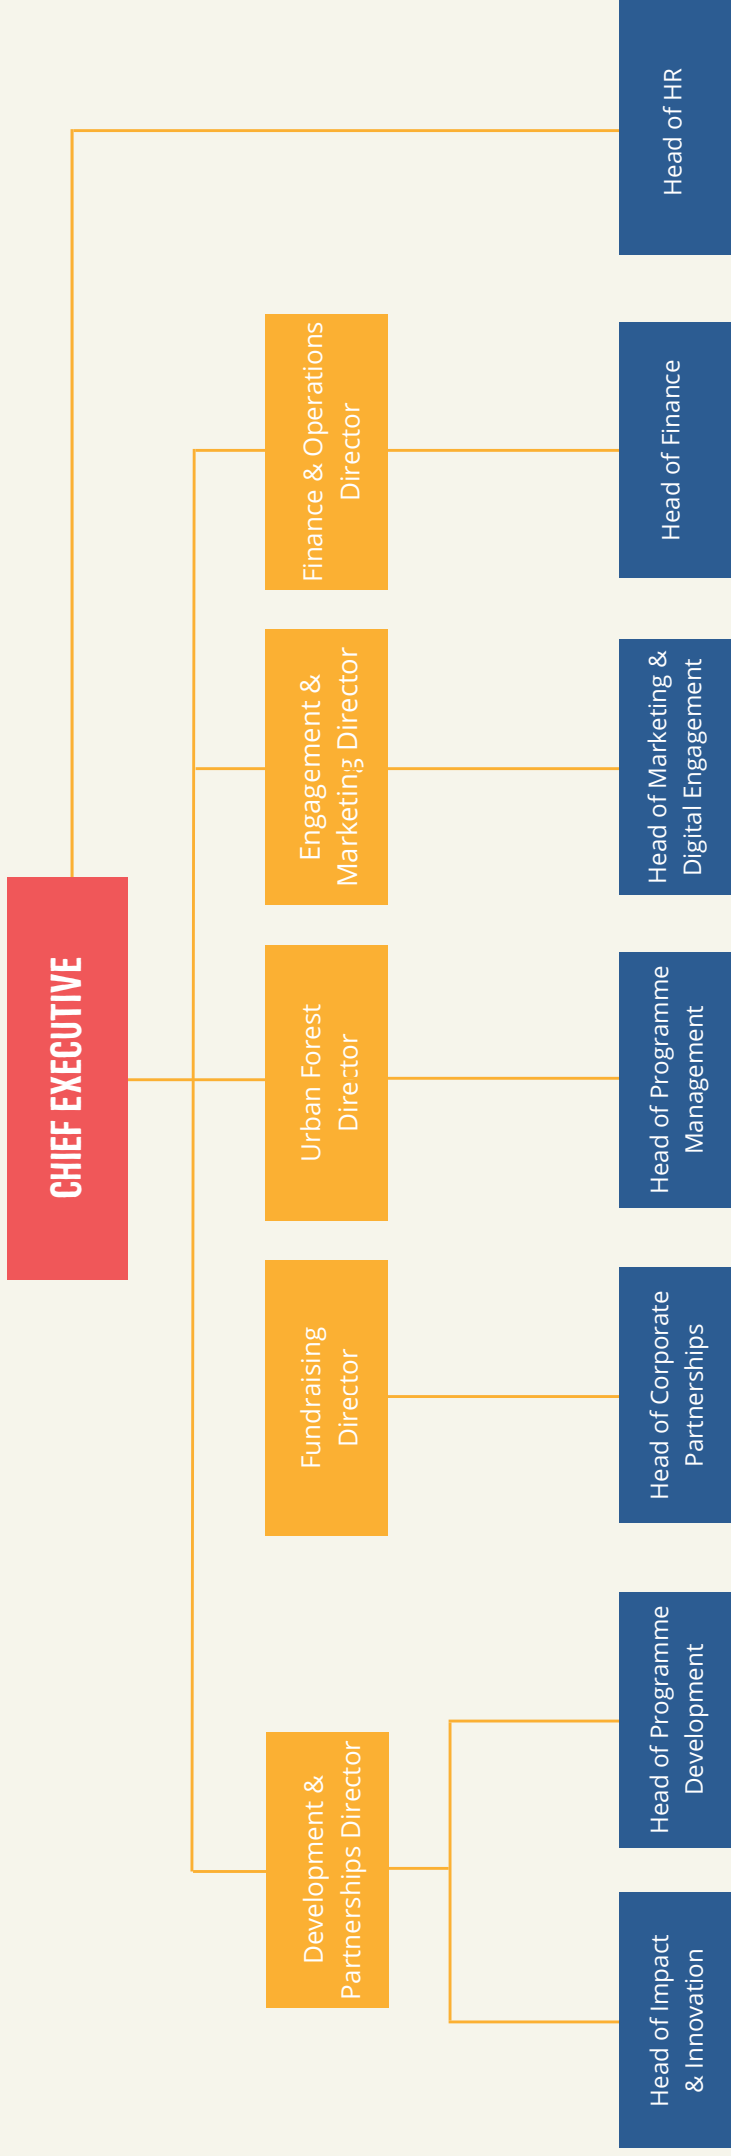 CHIEF EXECUTIVE
Development &
Partnerships Director
Fundraising
Director
Urban Forest
Director
Engagement &
Marketing Director
Finance & Operations
Director
Head of Impact
& Innovation
Head of Programme
Development
Head of Corporate
Partnerships
Head of Programme
Management
Head of Marketing &
Digital Engagement
Head of Finance
Head of HR